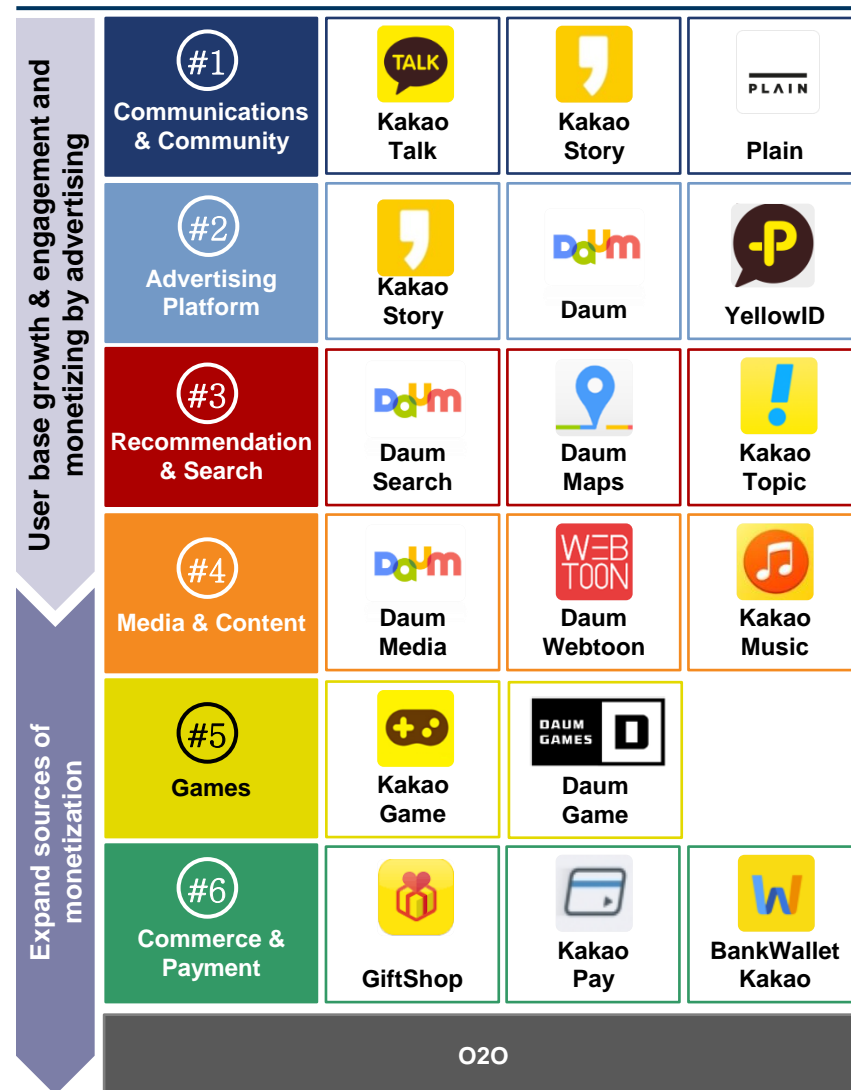 User base growth & engagement and
monetizing by advertising
Expand sources of
monetization
#1
Communications
& Community
TALK
Kakao
Talk
Kakao
Story
PLAIN
Plain
#2
Advertising
Platform
Kakao
Story
Daum
Daum
P
YellowID
#3
Recommendation
& Search
Daum
Daum
Search
Daum
Maps
Kakao
Topic
#4
Media & Content
Daum
Daum
Media
WEB
TOON
Daum
Webtoon
Kakao
Music
#5
Games
Kakao
Game
DAUM
GAMES
D
Daum
Game
#6
Commerce &
Payment
GiftShop
Kakao
Pay
W
BankWallet
Kakao
O2O